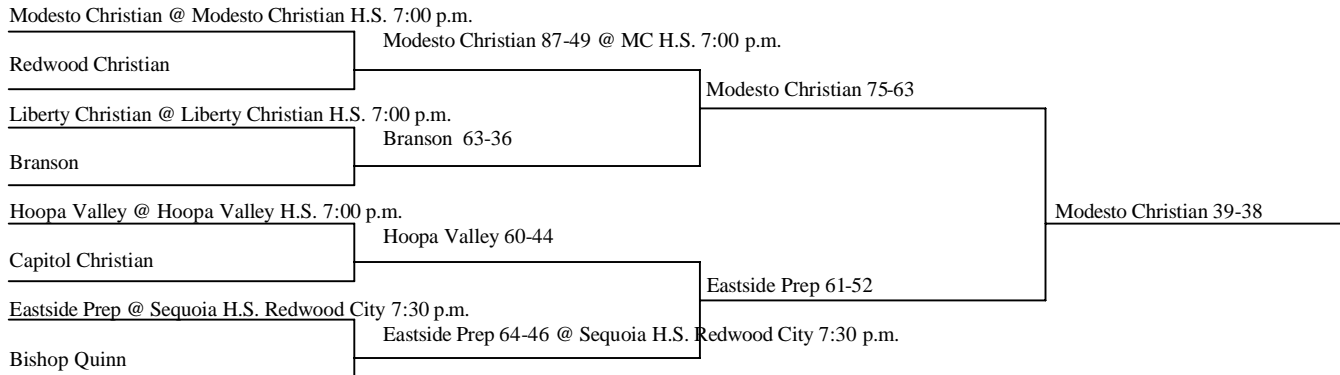 Modesto Christian @ Modesto Christian H.S. 7:00 p.m.
Modesto Christian 87-49 @ MC H.S. 7:00 p.m.
Redwood Christian
Modesto Christian 75-63
Liberty Christian @ Liberty Christian H.S. 7:00 p.m.
Branson 63-36
Branson
Hoopa Valley @ Hoopa Valley H.S. 7:00 p.m.
Modesto Christian 39-38
Hoopa Valley 60-44
Capitol Christian
Eastside Prep 61-52
Eastside Prep @ Sequoia H.S. Redwood City 7:30 p.m.
Eastside Prep 64-46 @ Sequoia H.S. Redwood City 7:30 p.m.
Bishop Quinn